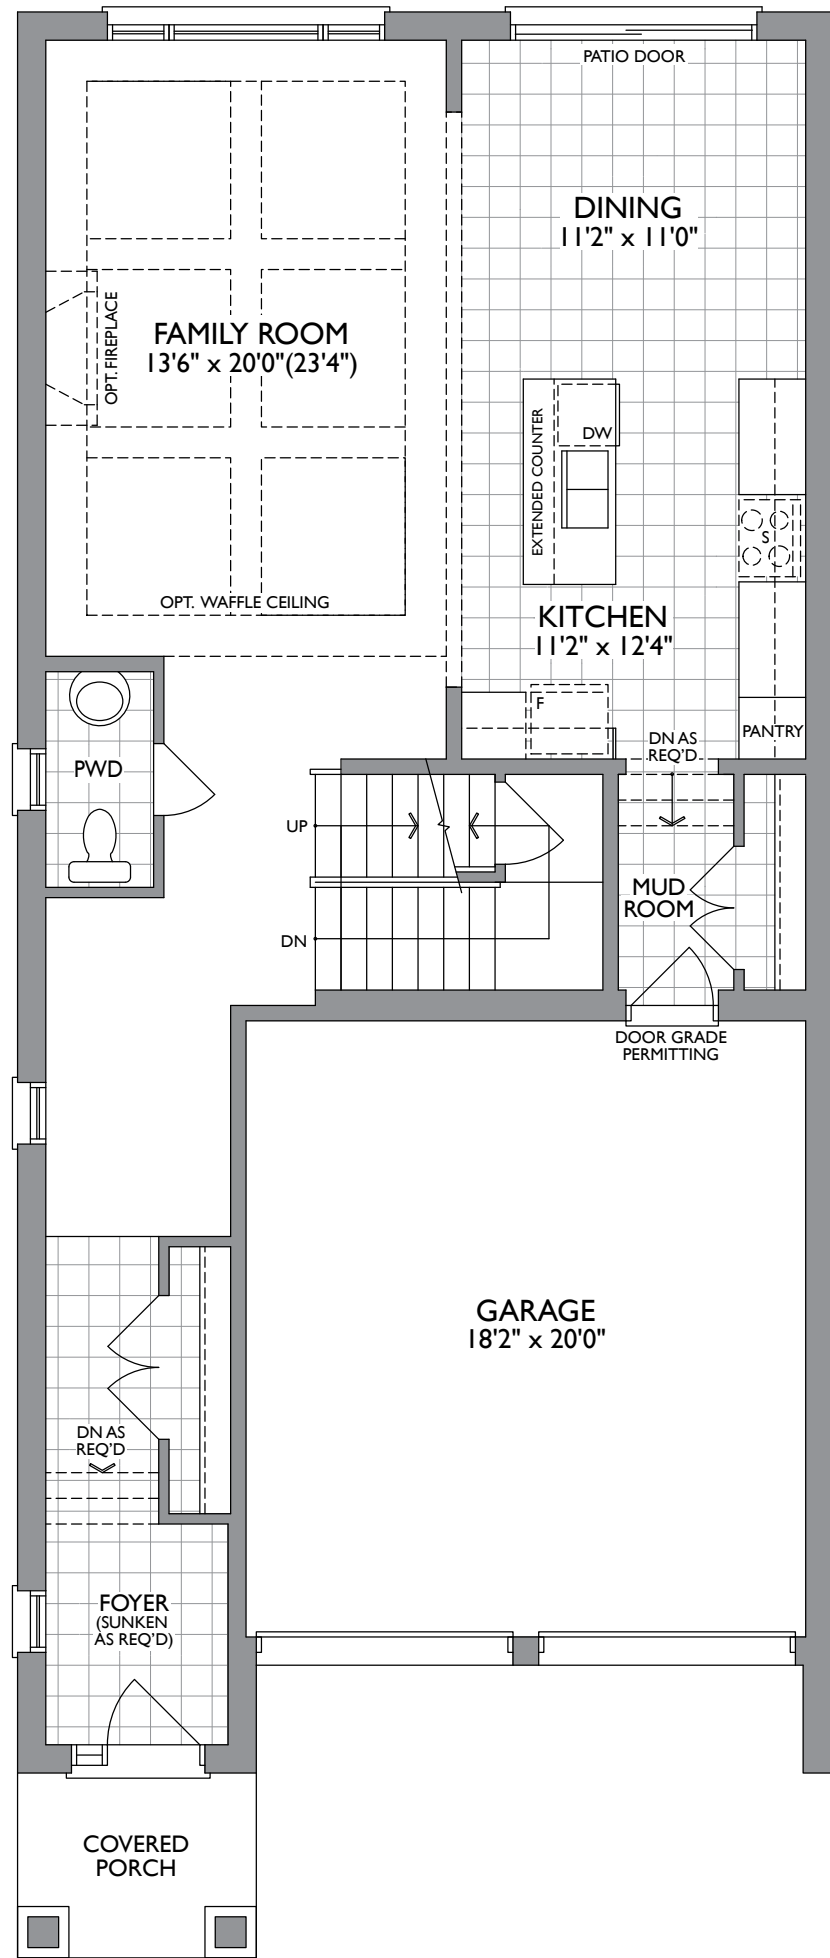 PATIO DOOR
DINING
11'2" x 11'0"
OPT. FIREPLACE
FAMILY ROOM
13'6" x 20'0"(23'4")
EXTENDED COUNTER
DW
S
OPT. WAFFLE CEILING
KITCHEN
11'2" x 12'4"
F
PANTRY
DN AS
REQ'D
PWD
UP
MUD
ROOM
DN
DOOR GRADE
PERMITTING
GARAGE
18'2" x 20'0"
DN AS
REQ'D
FOYER
(SUNKEN
AS REQ'D)
COVERED
PORCH